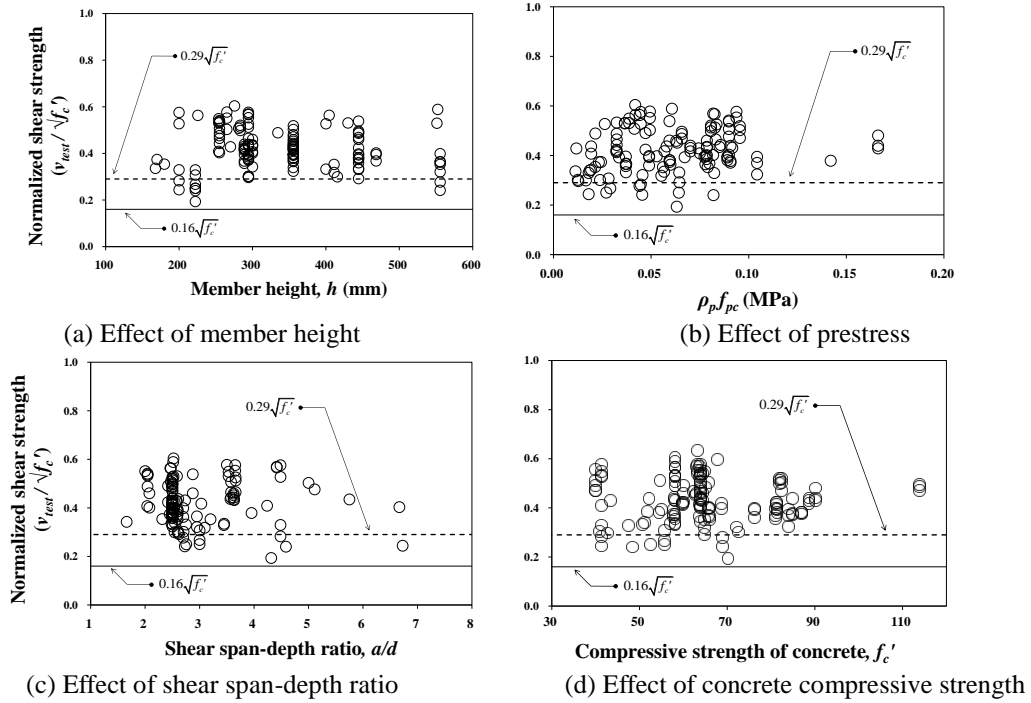 Normalized shear strength
(v_test / √f_c')
1.0
0.8
0.6
0.4
0.2
0.0
0.29√f_c'
0.16√f_c'
100 200 300 400 500 600
Member height, h (mm)
(a) Effect of member height
1.0
0.8
0.6
0.4
0.2
0.0
0.29√f_c'
0.16√f_c'
0.00 0.05 0.10 0.15 0.20
ρ_p f_pc (MPa)
(b) Effect of prestress
Normalized shear strength
(v_test / √f_c')
1.0
0.8
0.6
0.4
0.2
0.0
0.29√f_c'
0.16√f_c'
1 2 3 4 5 6 7 8
Shear span-depth ratio, a/d
(c) Effect of shear span-depth ratio
1.0
0.8
0.6
0.4
0.2
0.0
0.29√f_c'
0.16√f_c'
30 50 70 90 110
Compressive strength of concrete, f_c'
(d) Effect of concrete compressive strength